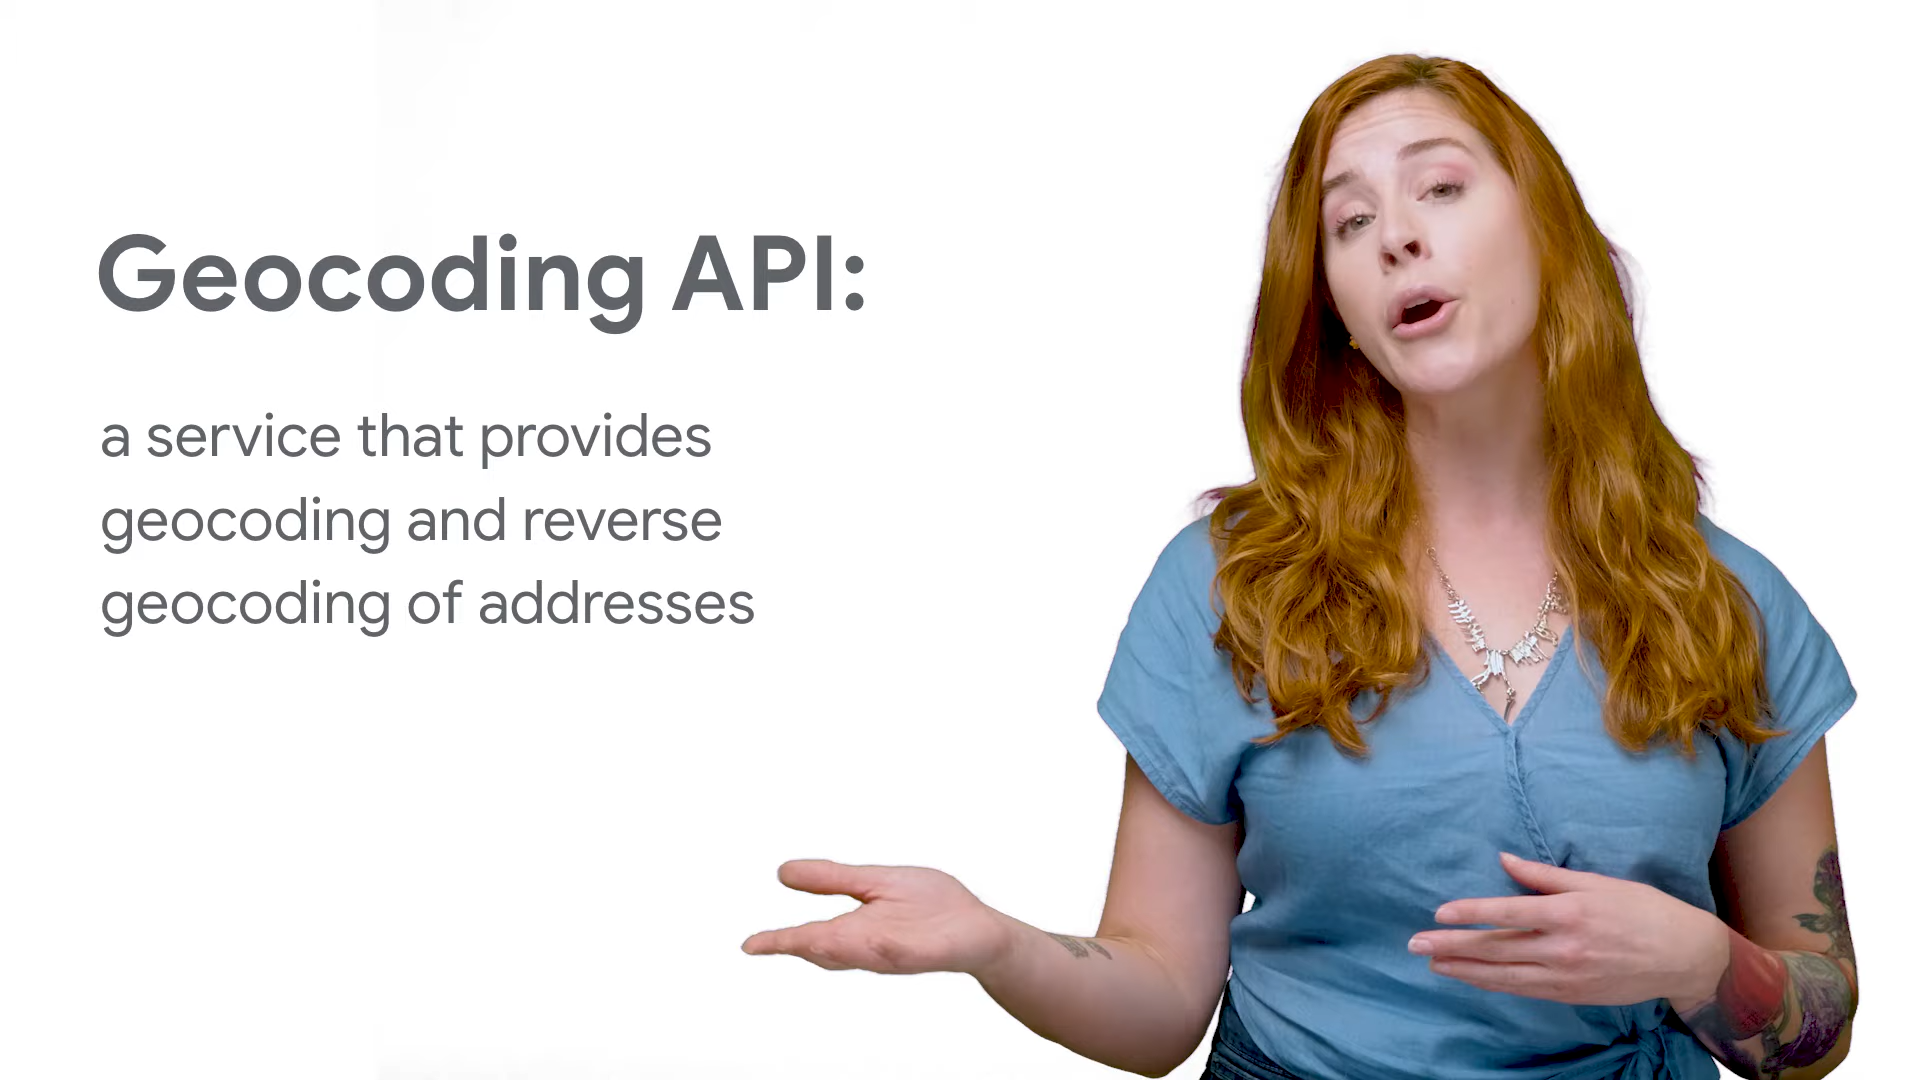 Geocoding API:
a service that provides
geocoding and reverse
geocoding of addresses